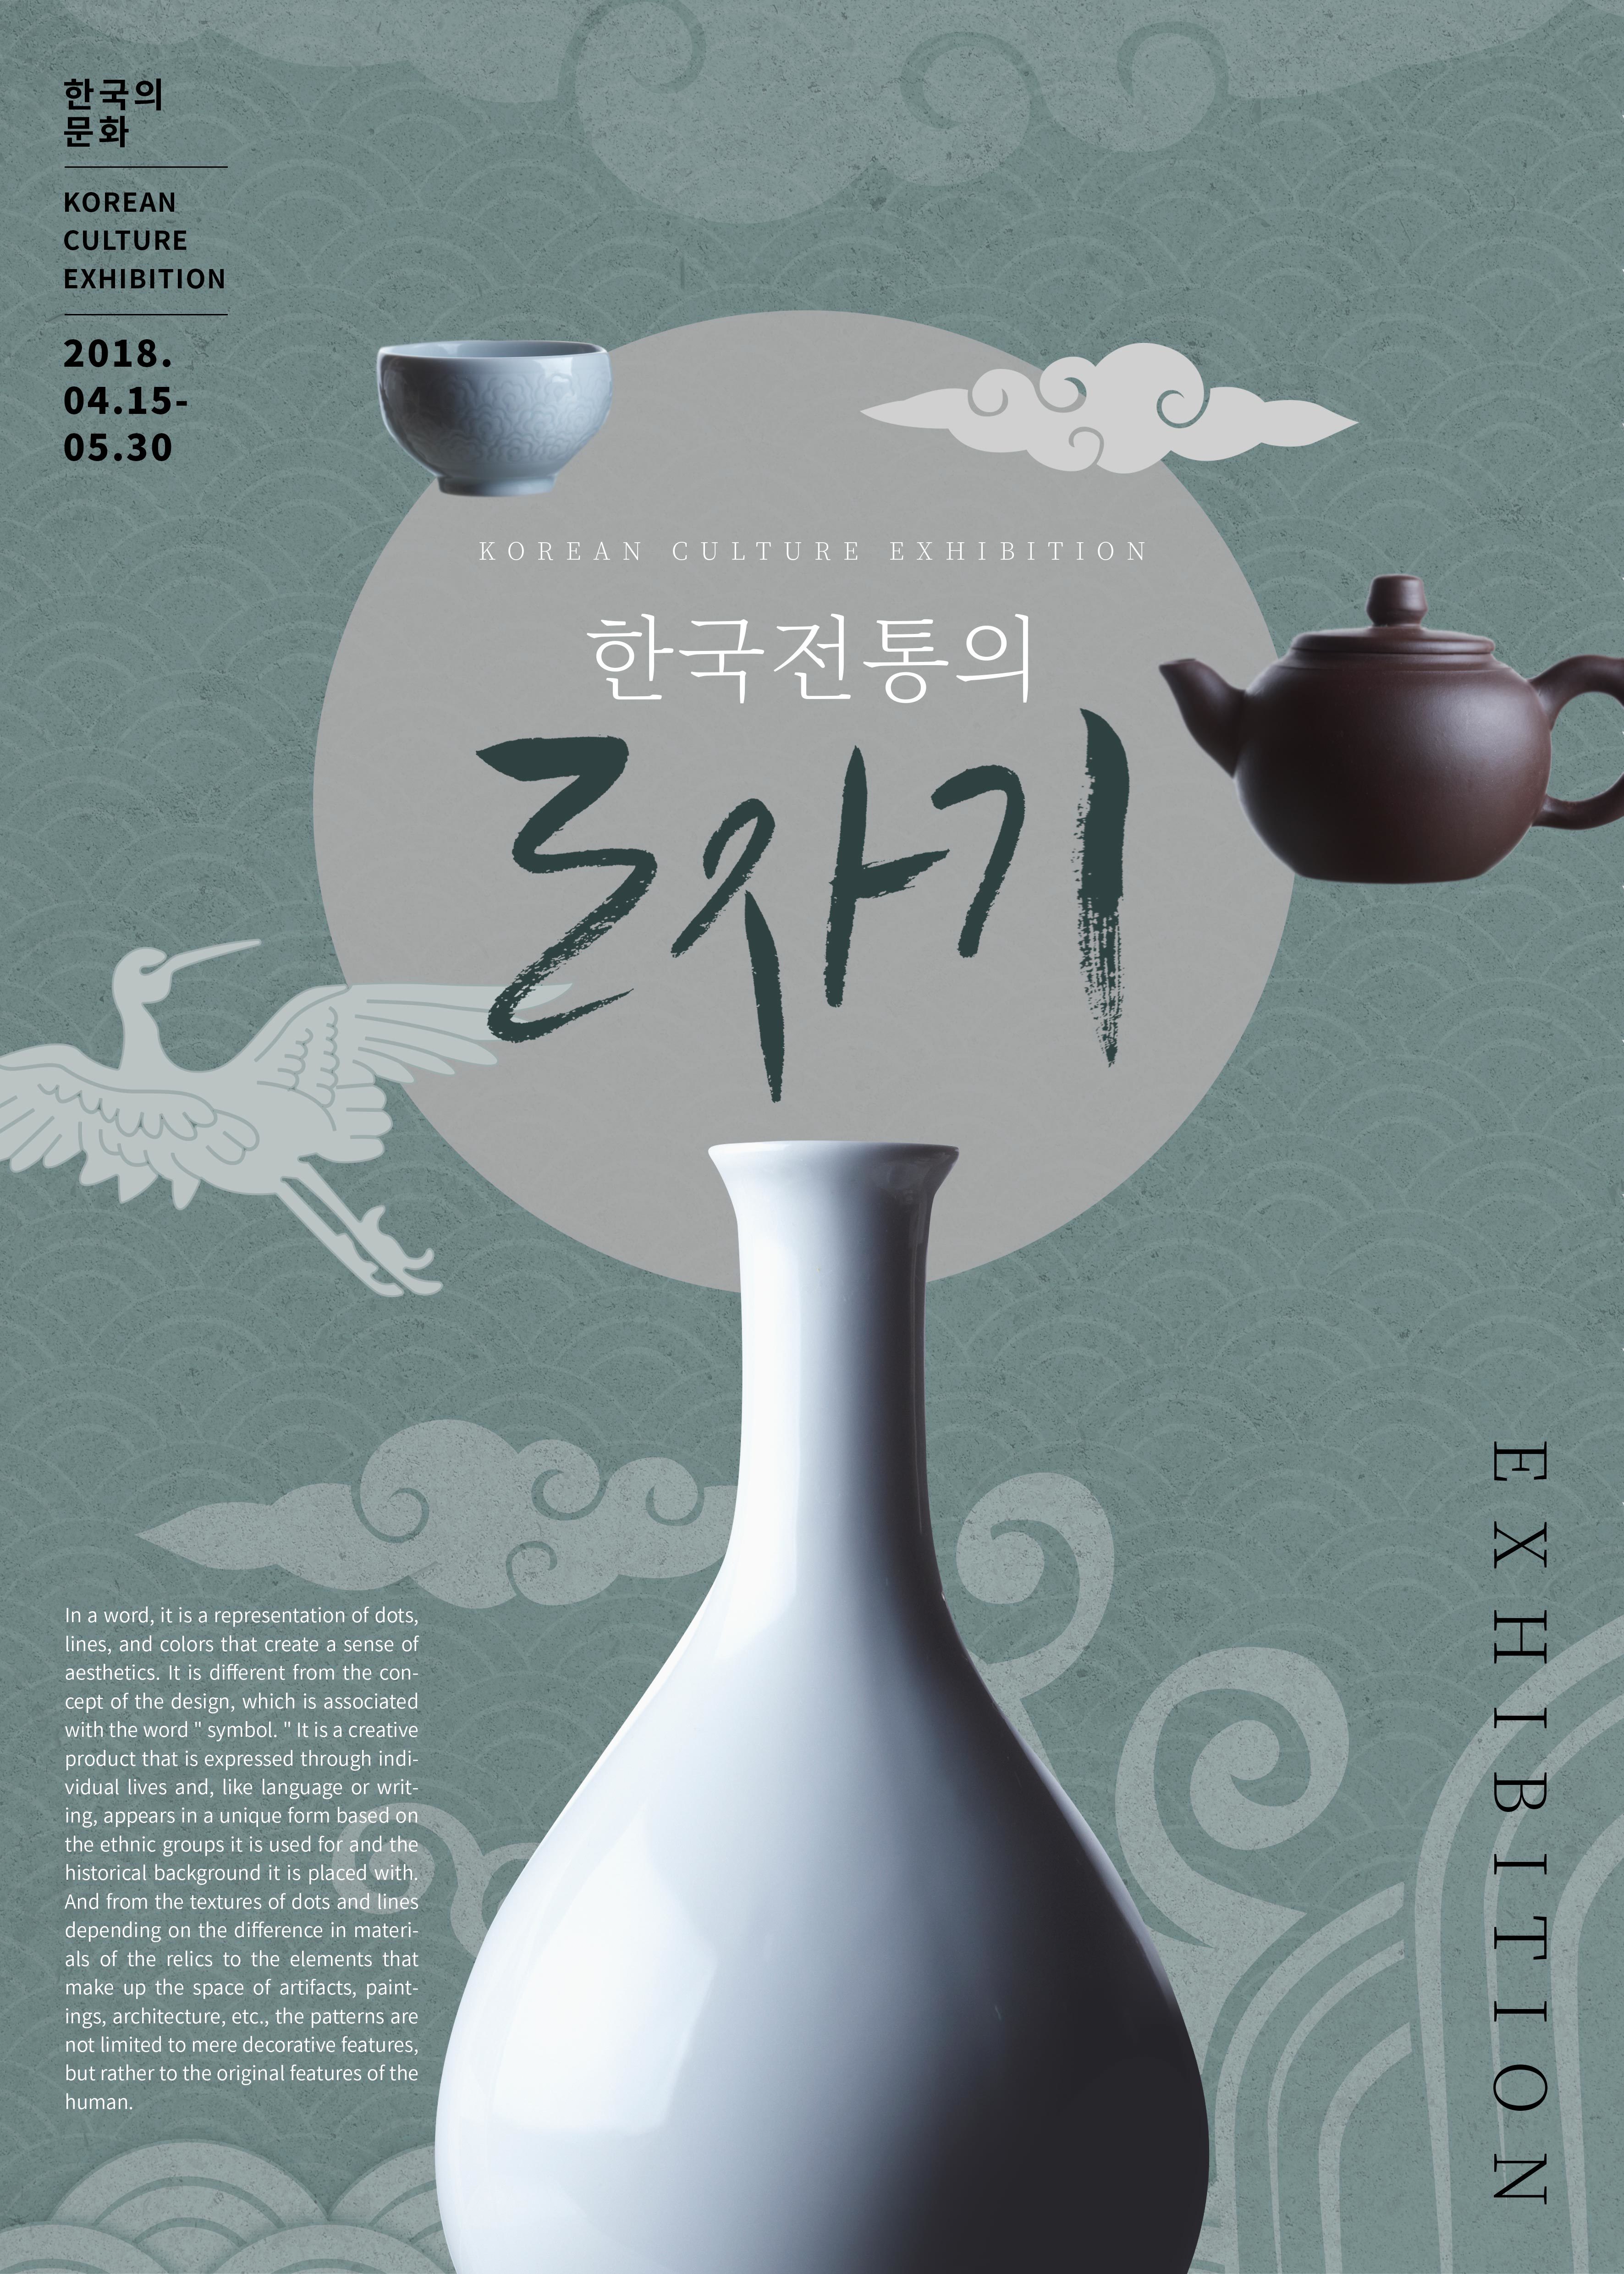 한국의
문화
KOREAN
CULTURE
EXHIBITION
2018.
04.15-
05.30
KOREAN CULTURE EXHIBITION
한국전통의
도자기
In a word, it is a representation of dots,
lines, and colors that create a sense of
aesthetics. It is different from the con-
cept of the design, which is associated
with the word " symbol. " It is a creative
product that is expressed through indi-
vidual lives and, like language or writ-
ing, appears in a unique form based on
the ethnic groups it is used for and the
historical background it is placed with.
And from the textures of dots and lines
depending on the difference in materi-
als of the relics to the elements that
make up the space of artifacts, paint-
ings, architecture, etc., the patterns are
not limited to mere decorative features,
but rather to the original features of the
human.
EXHIBITION